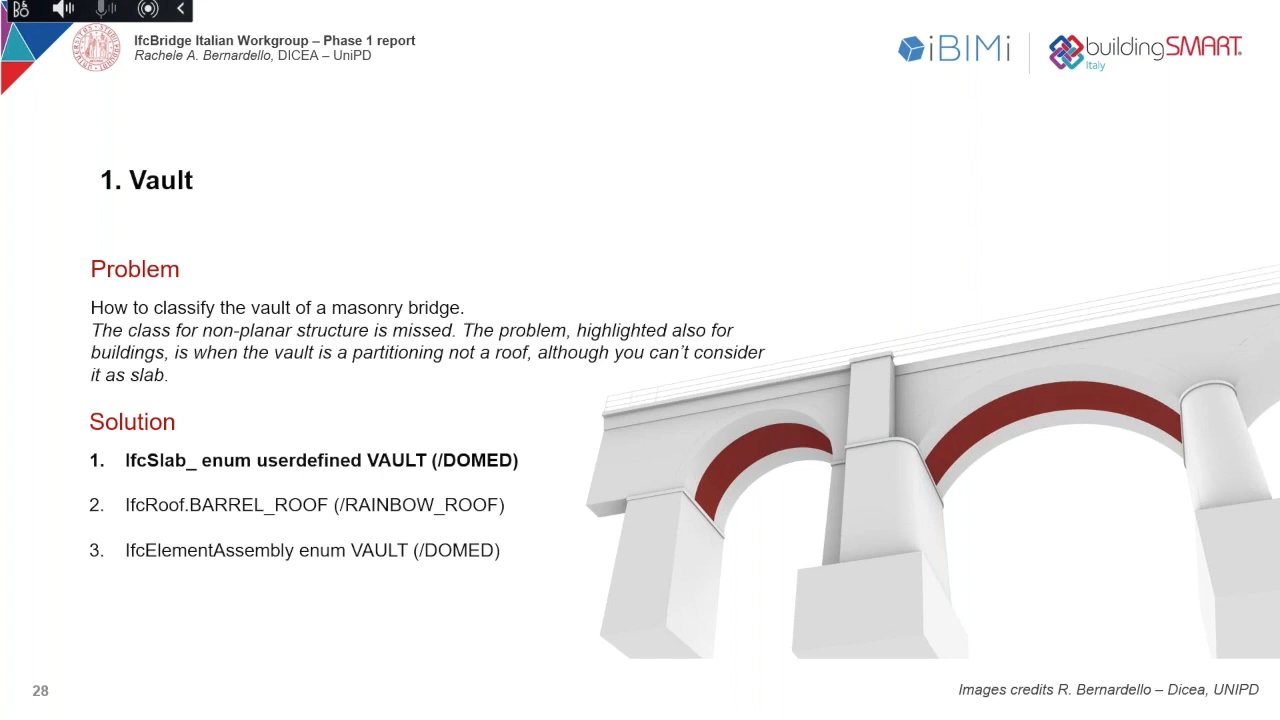 IfcBridge Italian Workgroup – Phase 1 report
Rachele A. Bernardello, DICEA – UniPD
iBIMi
buildingSMART
Italy
1. Vault
Problem
How to classify the vault of a masonry bridge.
The class for non-planar structure is missed. The problem, highlighted also for
buildings, is when the vault is a partitioning not a roof, although you can't consider
it as slab.
Solution
1. IfcSlab_ enum userdefined VAULT (/DOMED)
2. IfcRoof.BARREL_ROOF (/RAINBOW_ROOF)
3. IfcElementAssembly enum VAULT (/DOMED)
28
Images credits R. Bernardello – Dicea, UNIPD